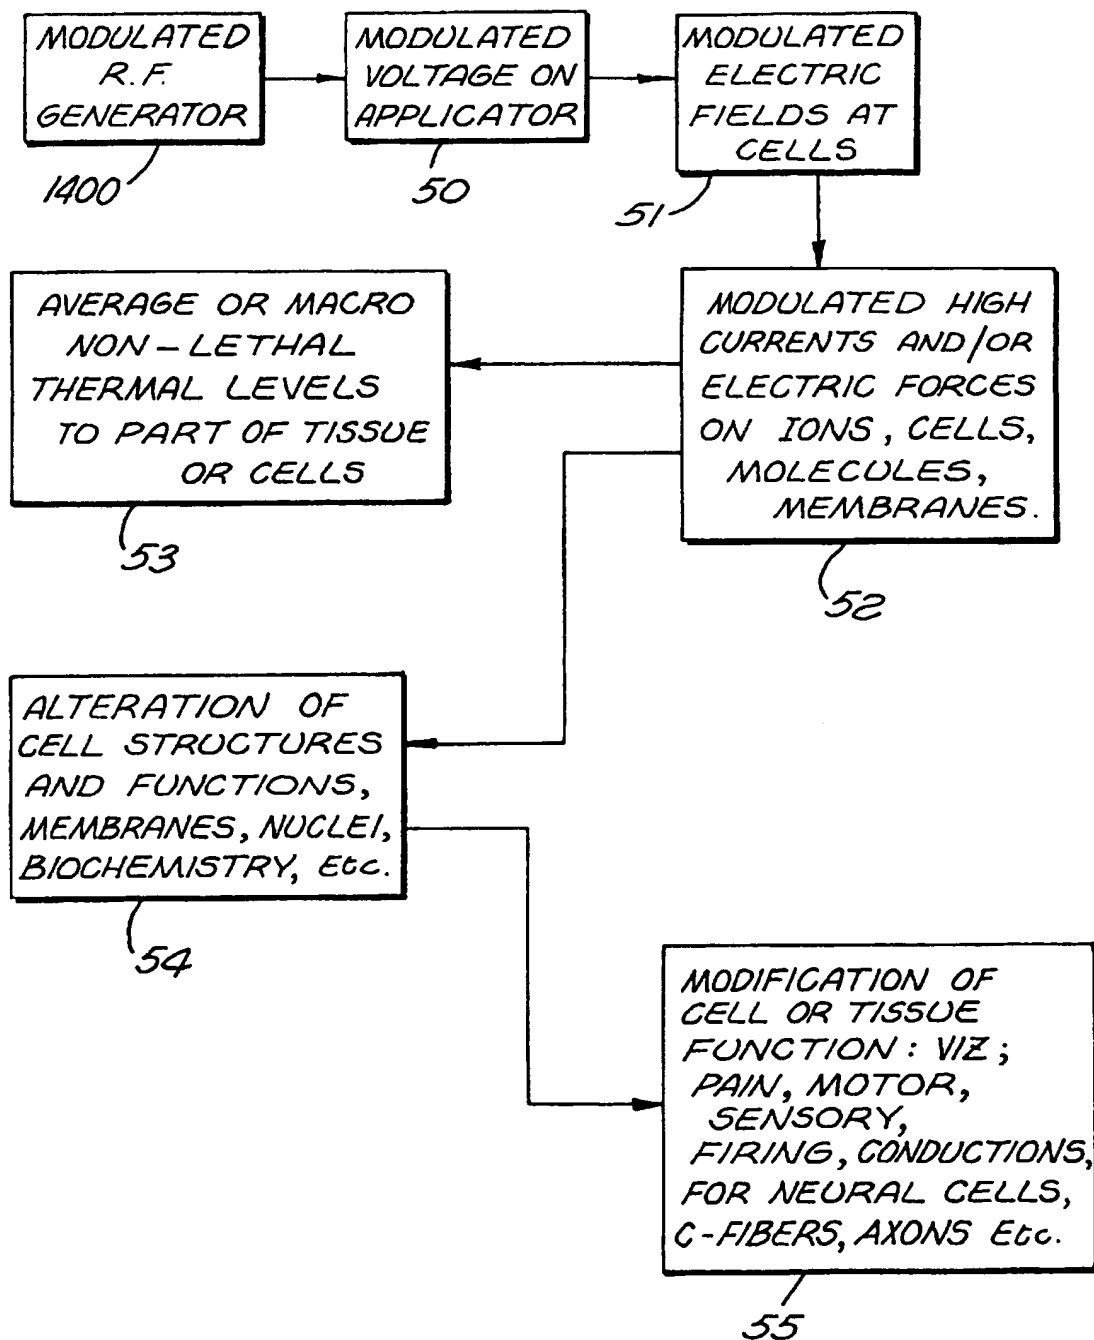 MODULATED
R.F.
GENERATOR
1400
MODULATED
VOLTAGE ON
APPLICATOR
50
MODULATED
ELECTRIC
FIELDS AT
CELLS
51
MODULATED HIGH
CURRENTS AND/OR
ELECTRIC FORCES
ON IONS, CELLS,
MOLECULES,
MEMBRANES.
52
AVERAGE OR MACRO
NON-LETHAL
THERMAL LEVELS
TO PART OF TISSUE
OR CELLS
53
ALTERATION OF
CELL STRUCTURES
AND FUNCTIONS,
MEMBRANES, NUCLEI,
BIOCHEMISTRY, Etc.
54
MODIFICATION OF
CELL OR TISSUE
FUNCTION: VIZ;
PAIN, MOTOR,
SENSORY,
FIRING, CONDUCTIONS,
FOR NEURAL CELLS,
C-FIBERS, AXONS Etc.
55